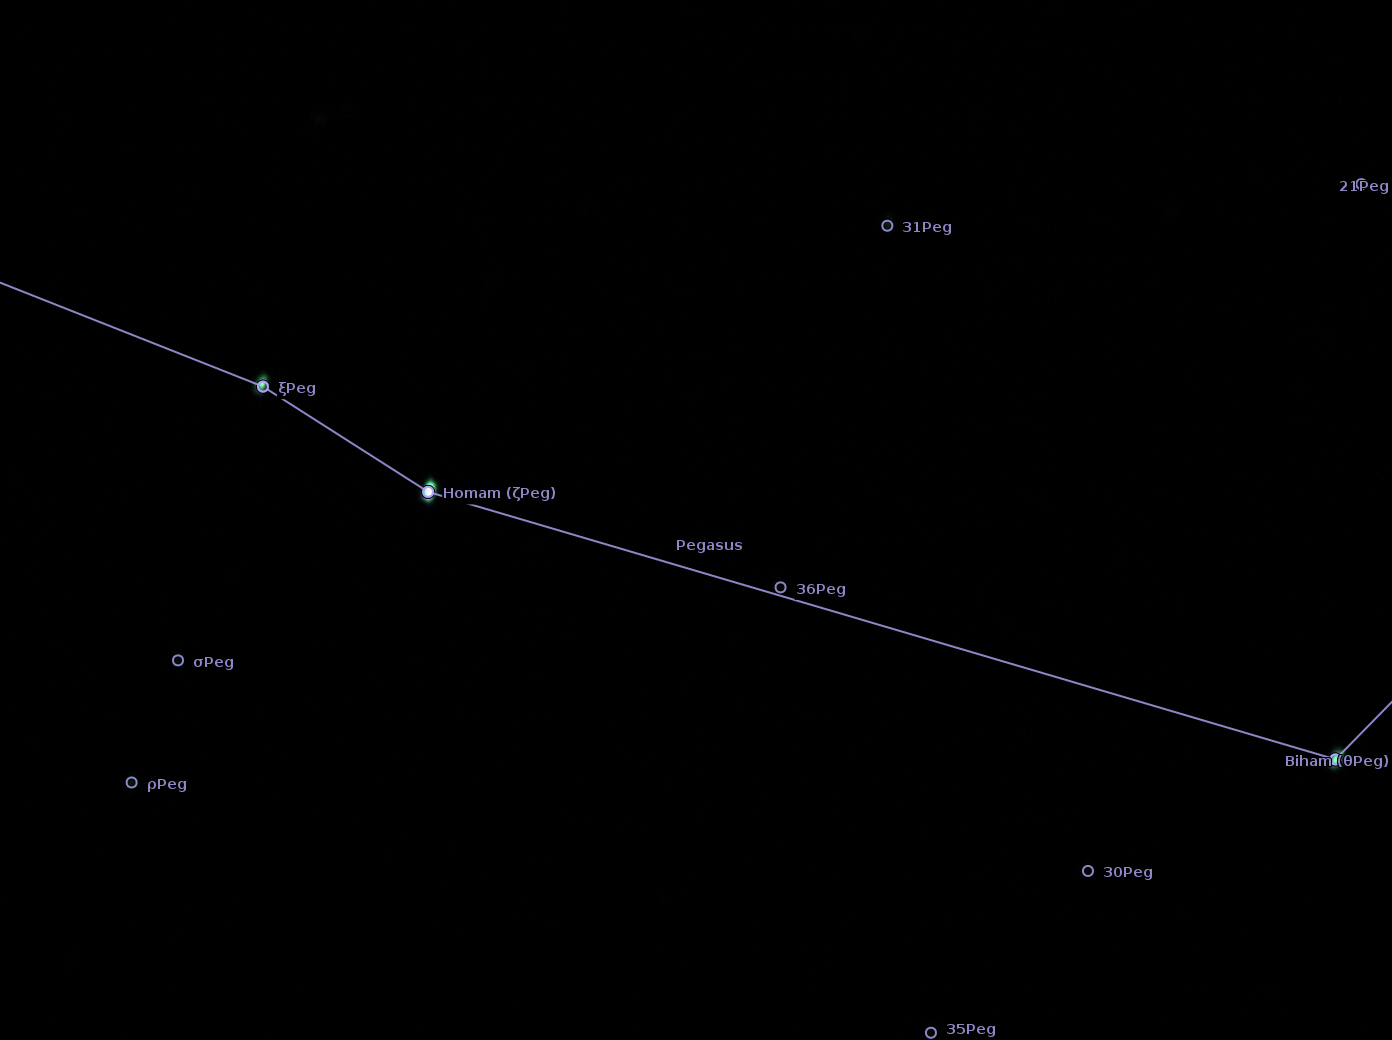 21Peg
31Peg
ξPeg
Homam (ζPeg)
Pegasus
36Peg
σPeg
Biham (θPeg)
ρPeg
30Peg
35Peg